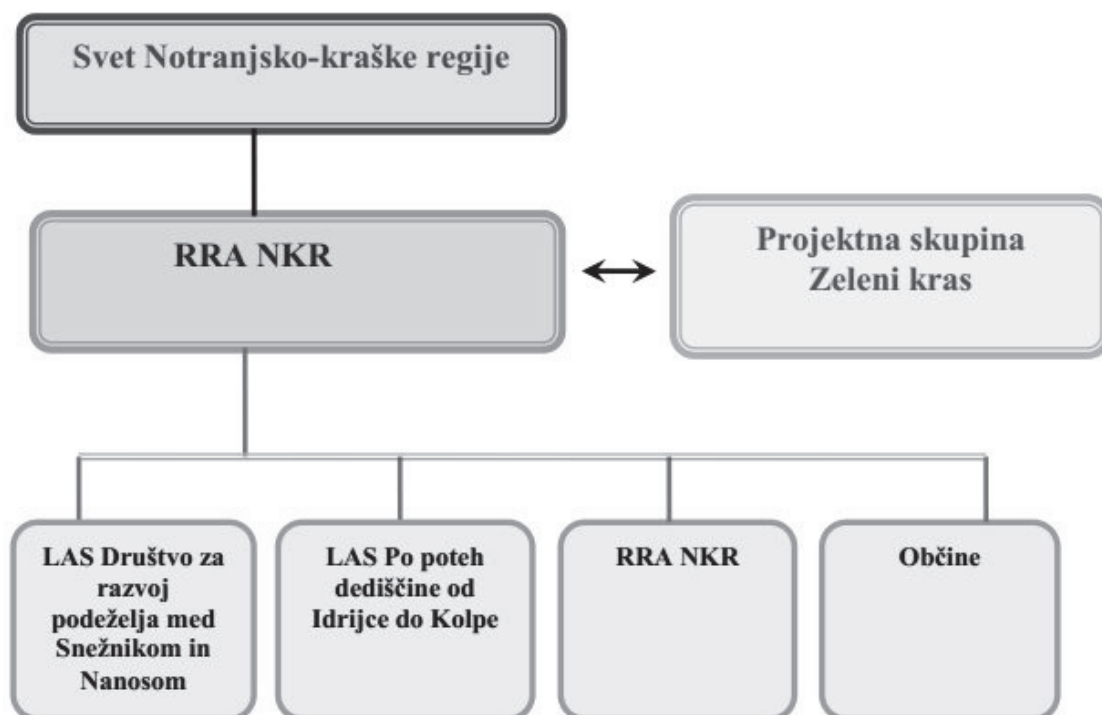 Svet Notranjsko-kraške regije
RRA NKR
Projektna skupina
Zeleni kras
LAS Društvo za
razvoj
podeželja med
Snežnikom in
Nanosom
LAS Po poteh
dediščine od
Idrijce do Kolpe
RRA NKR
Občine